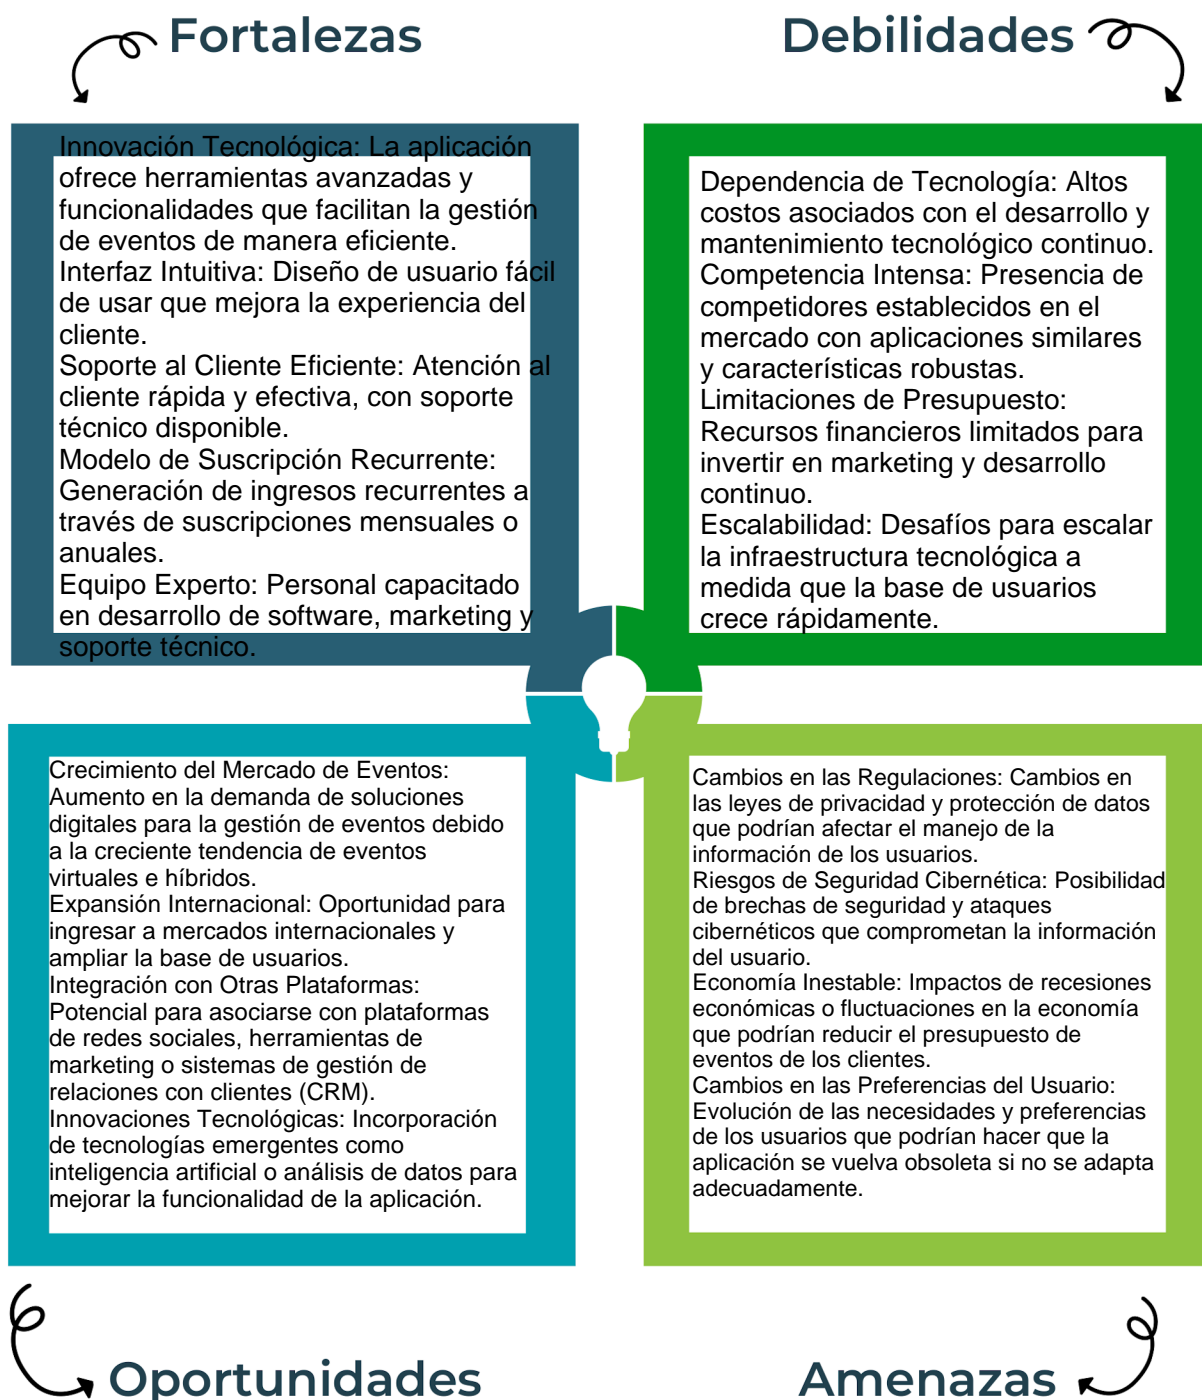 Fortalezas
Innovación Tecnológica: La aplicación
ofrece herramientas avanzadas y
funcionalidades que facilitan la gestión
de eventos de manera eficiente.
Interfaz Intuitiva: Diseño de usuario fácil
de usar que mejora la experiencia del
cliente.
Soporte al Cliente Eficiente: Atención al
cliente rápida y efectiva, con soporte
técnico disponible.
Modelo de Suscripción Recurrente:
Generación de ingresos recurrentes a
través de suscripciones mensuales o
anuales.
Equipo Experto: Personal capacitado
en desarrollo de software, marketing y
soporte técnico.
Debilidades
Dependencia de Tecnología: Altos
costos asociados con el desarrollo y
mantenimiento tecnológico continuo.
Competencia Intensa: Presencia de
competidores establecidos en el
mercado con aplicaciones similares
y características robustas.
Limitaciones de Presupuesto:
Recursos financieros limitados para
invertir en marketing y desarrollo
continuo.
Escalabilidad: Desafíos para escalar
la infraestructura tecnológica a
medida que la base de usuarios
crece rápidamente.
Crecimiento del Mercado de Eventos:
Aumento en la demanda de soluciones
digitales para la gestión de eventos debido
a la creciente tendencia de eventos
virtuales e híbridos.
Expansión Internacional: Oportunidad para
ingresar a mercados internacionales y
ampliar la base de usuarios.
Integración con Otras Plataformas:
Potencial para asociarse con plataformas
de redes sociales, herramientas de
marketing o sistemas de gestión de
relaciones con clientes (CRM).
Innovaciones Tecnológicas: Incorporación
de tecnologías emergentes como
inteligencia artificial o análisis de datos para
mejorar la funcionalidad de la aplicación.
Oportunidades
Cambios en las Regulaciones: Cambios en
las leyes de privacidad y protección de datos
que podrían afectar el manejo de la
información de los usuarios.
Riesgos de Seguridad Cibernética: Posibilidad
de brechas de seguridad y ataques
cibernéticos que comprometan la información
del usuario.
Economía Inestable: Impactos de recesiones
económicas o fluctuaciones en la economía
que podrían reducir el presupuesto de
eventos de los clientes.
Cambios en las Preferencias del Usuario:
Evolución de las necesidades y preferencias
de los usuarios que podrían hacer que la
aplicación se vuelva obsoleta si no se adapta
adecuadamente.
Amenazas